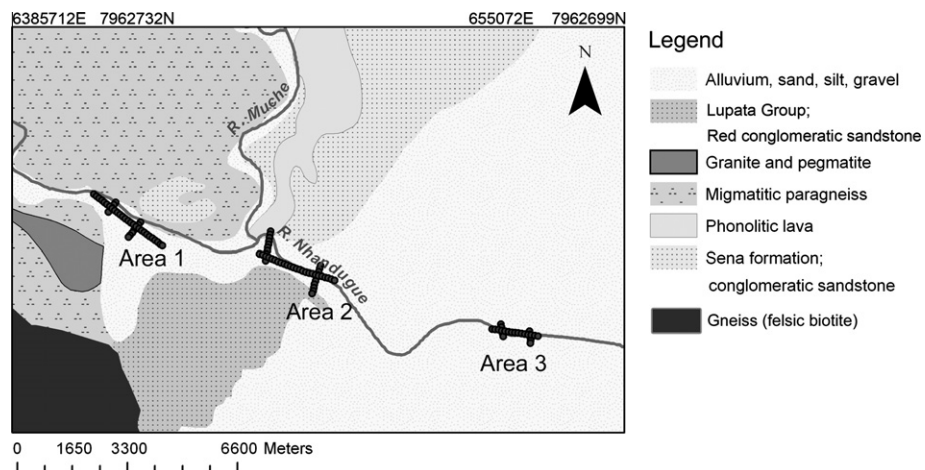 6385712E 7962732N
655072E 7962699N
Legend
N
Alluvium, sand, silt, gravel
Lupata Group;
Red conglomeratic sandstone
Granite and pegmatite
Migmatitic paragneiss
Phonolitic lava
Sena formation;
conglomeratic sandstone
Gneiss (felsic biotite)
R. Muche
R. Nhandugue
Area 1
Area 2
Area 3
0 1650 3300 6600 Meters